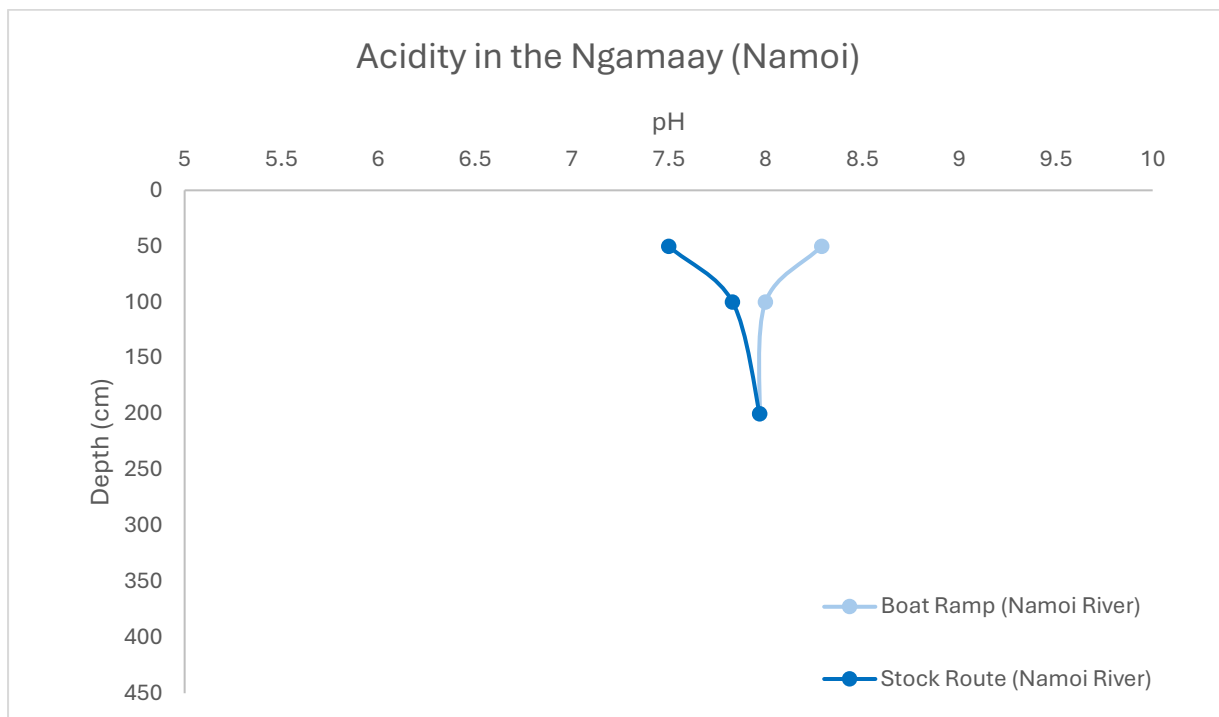 Acidity in the Ngamaay (Namoi)
pH
5 5.5 6 6.5 7 7.5 8 8.5 9 9.5 10
0
50
100
150
200
250
300
350
400
450
Depth (cm)
Boat Ramp (Namoi River)
Stock Route (Namoi River)